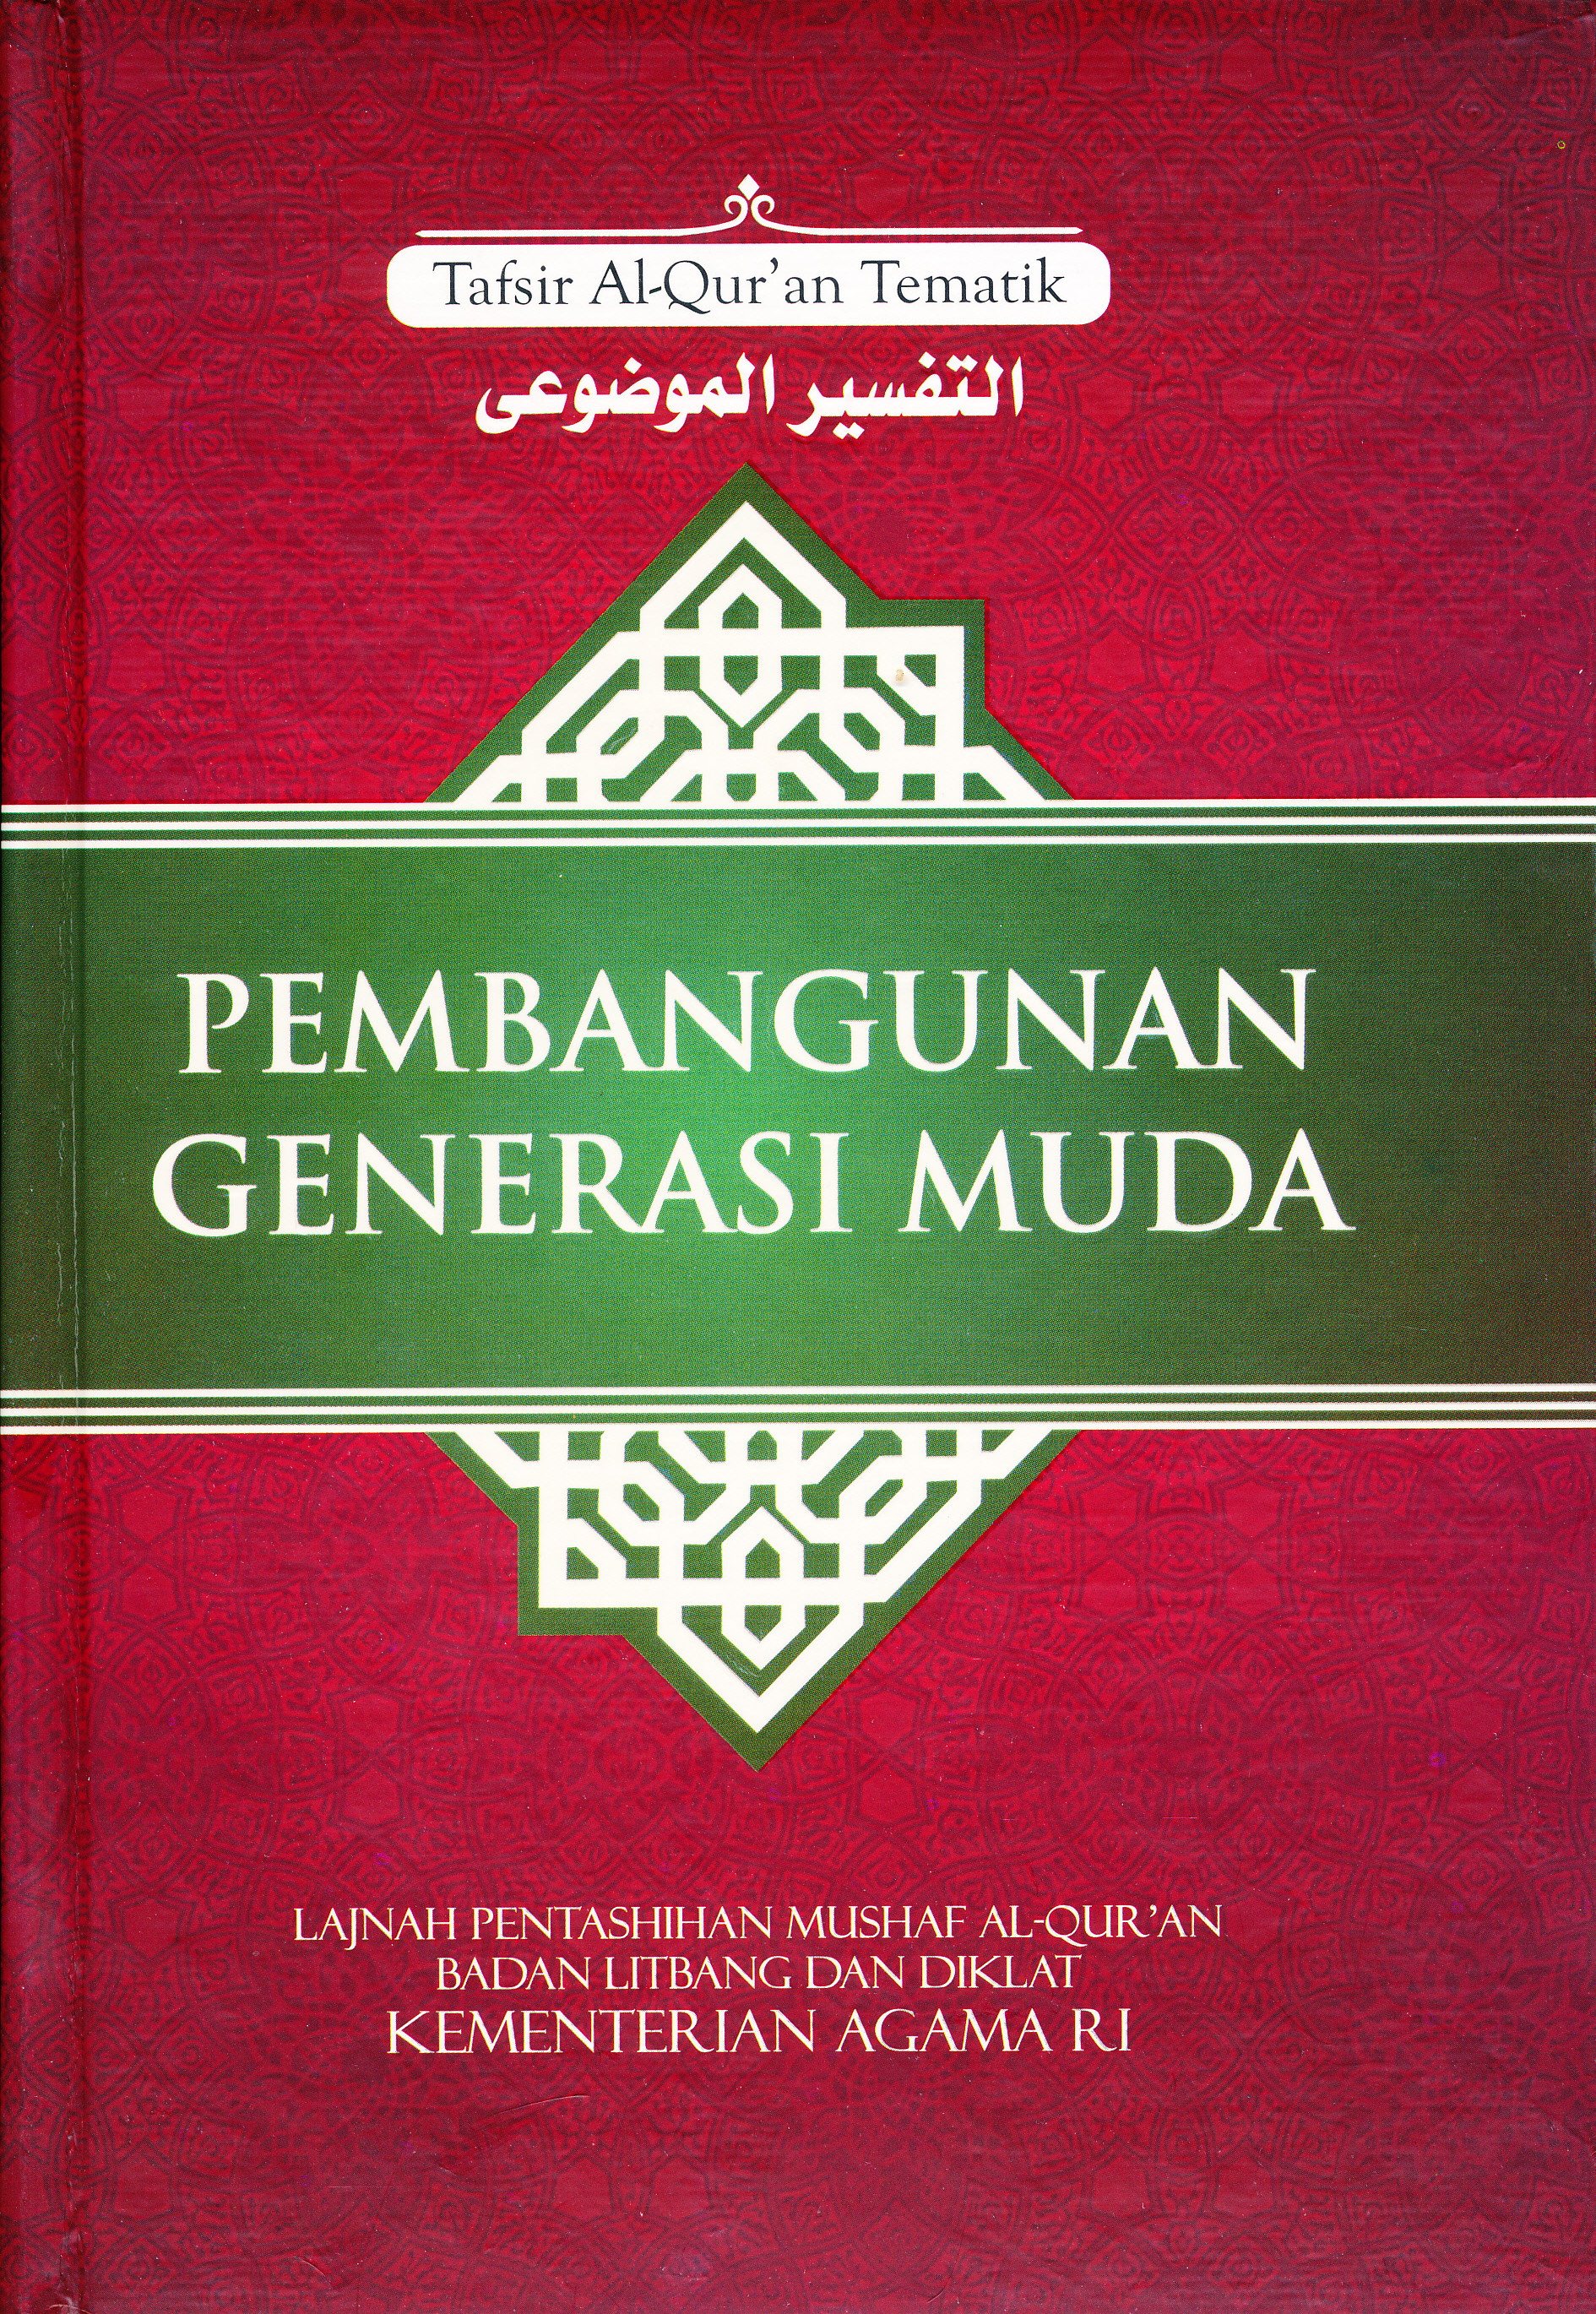 Tafsir Al-Qur'an Tematik
التفسير الموضوعى
PEMBANGUNAN
GENERASI MUDA
LAJNAH PENTASHIHAN MUSHAF AL-QUR'AN
BADAN LITBANG DAN DIKLAT
KEMENTERIAN AGAMA RI